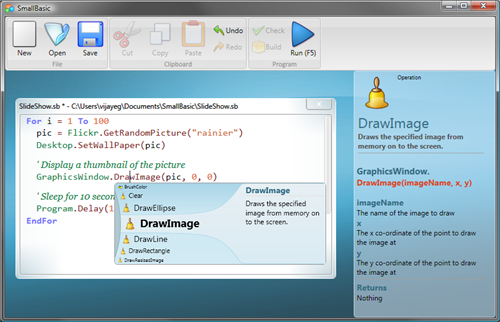 SmallBasic
New
Open
Save
File
Cut
Copy
Paste
Clipboard
Undo
Redo
Check
Build
Run (F5)
Program
SlideShow.sb * - C:\Users\vijayeg\Documents\SmallBasic\SlideShow.sb
For i = 1 To 100
pic = Flickr.GetRandomPicture("rainier")
Desktop.SetWallPaper(pic)
'Display a thumbnail of the picture
GraphicsWindow.DrawImage(pic, 0, 0)
'Sleep for 10 secon
Program.Delay(1
EndFor
BrushColor
Clear
DrawEllipse
DrawImage
DrawLine
DrawRectangle
DrawResizedImage
DrawImage
Draws the specified
image from memory on
to the screen.
Operation
DrawImage
Draws the specified image from
memory on to the screen.
GraphicsWindow.
DrawImage(imageName, x, y)
imageName
The name of the image to draw
x
The x co-ordinate of the point to draw
the image at
y
The y co-ordinate of the point to draw
the image at
Returns
Nothing